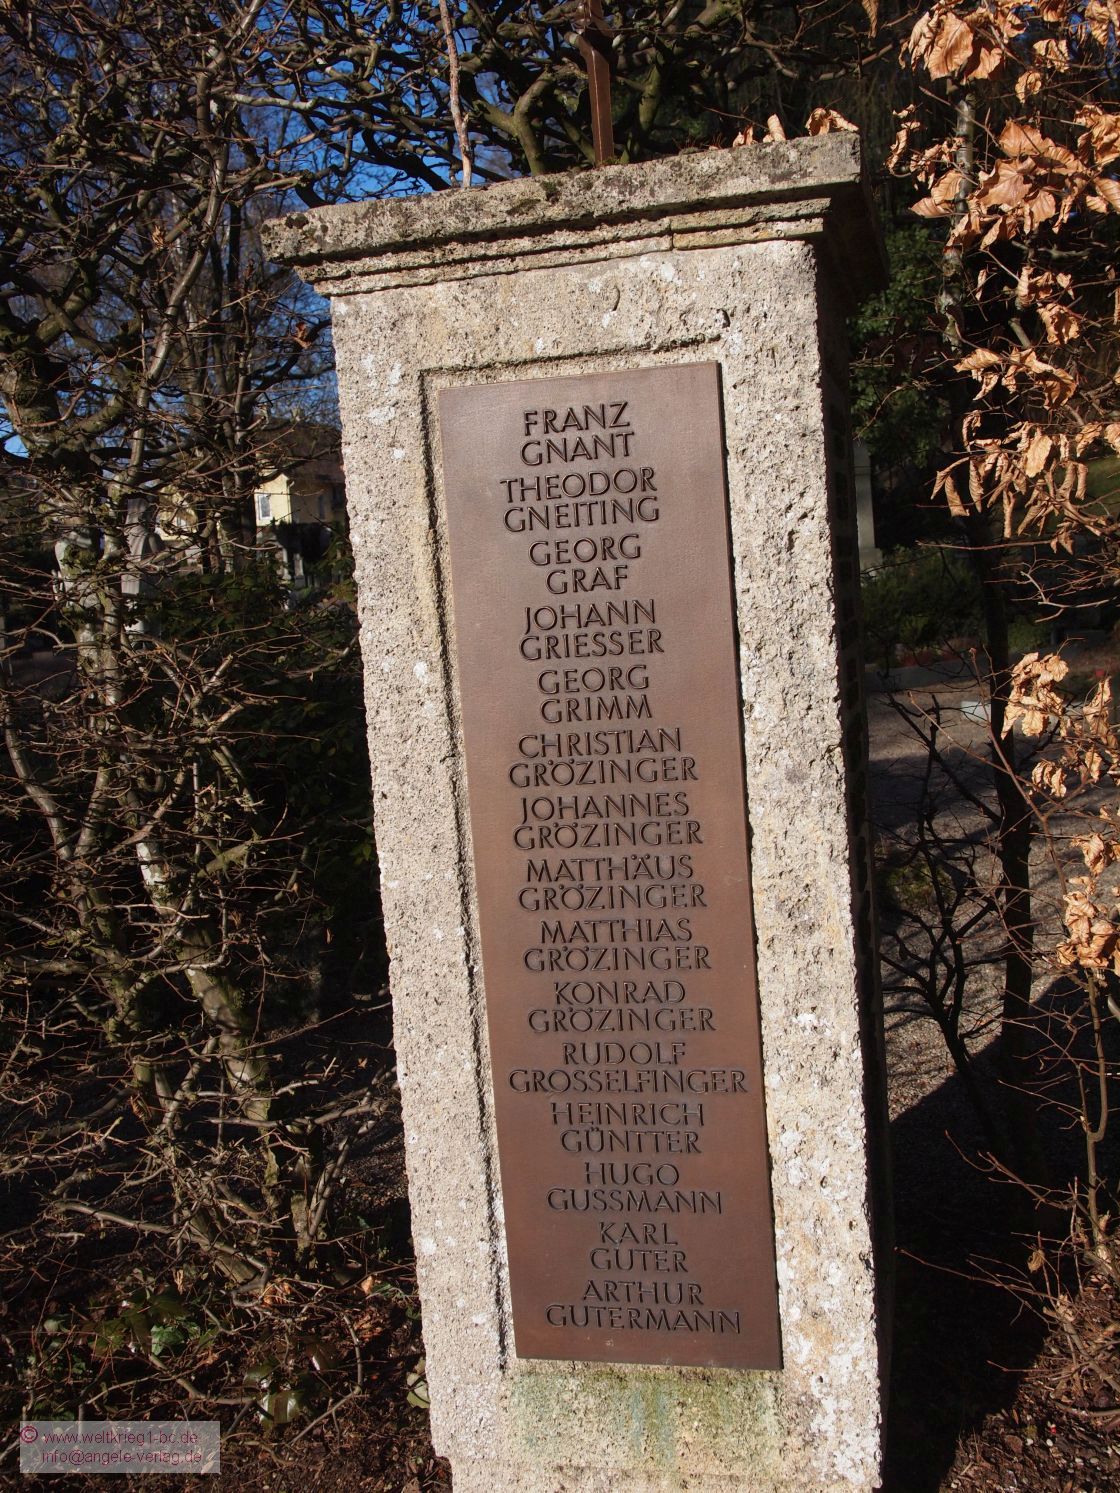 FRANZ
GNANT
THEODOR
GNEITING
GEORG
GRAF
JOHANN
GRIESSER
GEORG
GRIMM
CHRISTIAN
GRÖZINGER
JOHANNES
GRÖZINGER
MATTHÄUS
GRÖZINGER
MATTHIAS
GRÖZINGER
KONRAD
GRÖZINGER
RUDOLF
GROSSELFINGER
HEINRICH
GÜNTTER
HUGO
GUSSMANN
KARL
GUTER
ARTHUR
GUTERMANN
© www.weltkrieg1-bc.de
info@angele-verlag.de